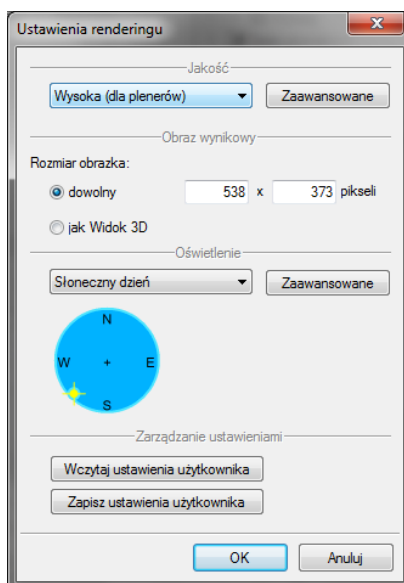 Ustawienia renderingu
Jakość
Wysoka (dla plenerów) Zaawansowane
Obraz wynikowy
Rozmiar obrazka:
dowolny 538 x 373 pikseli
jak Widok 3D
Oświetlenie
Słoneczny dzień Zaawansowane
N
W + E
S
Zarządzanie ustawieniami
Wczytaj ustawienia użytkownika
Zapisz ustawienia użytkownika
OK Anuluj